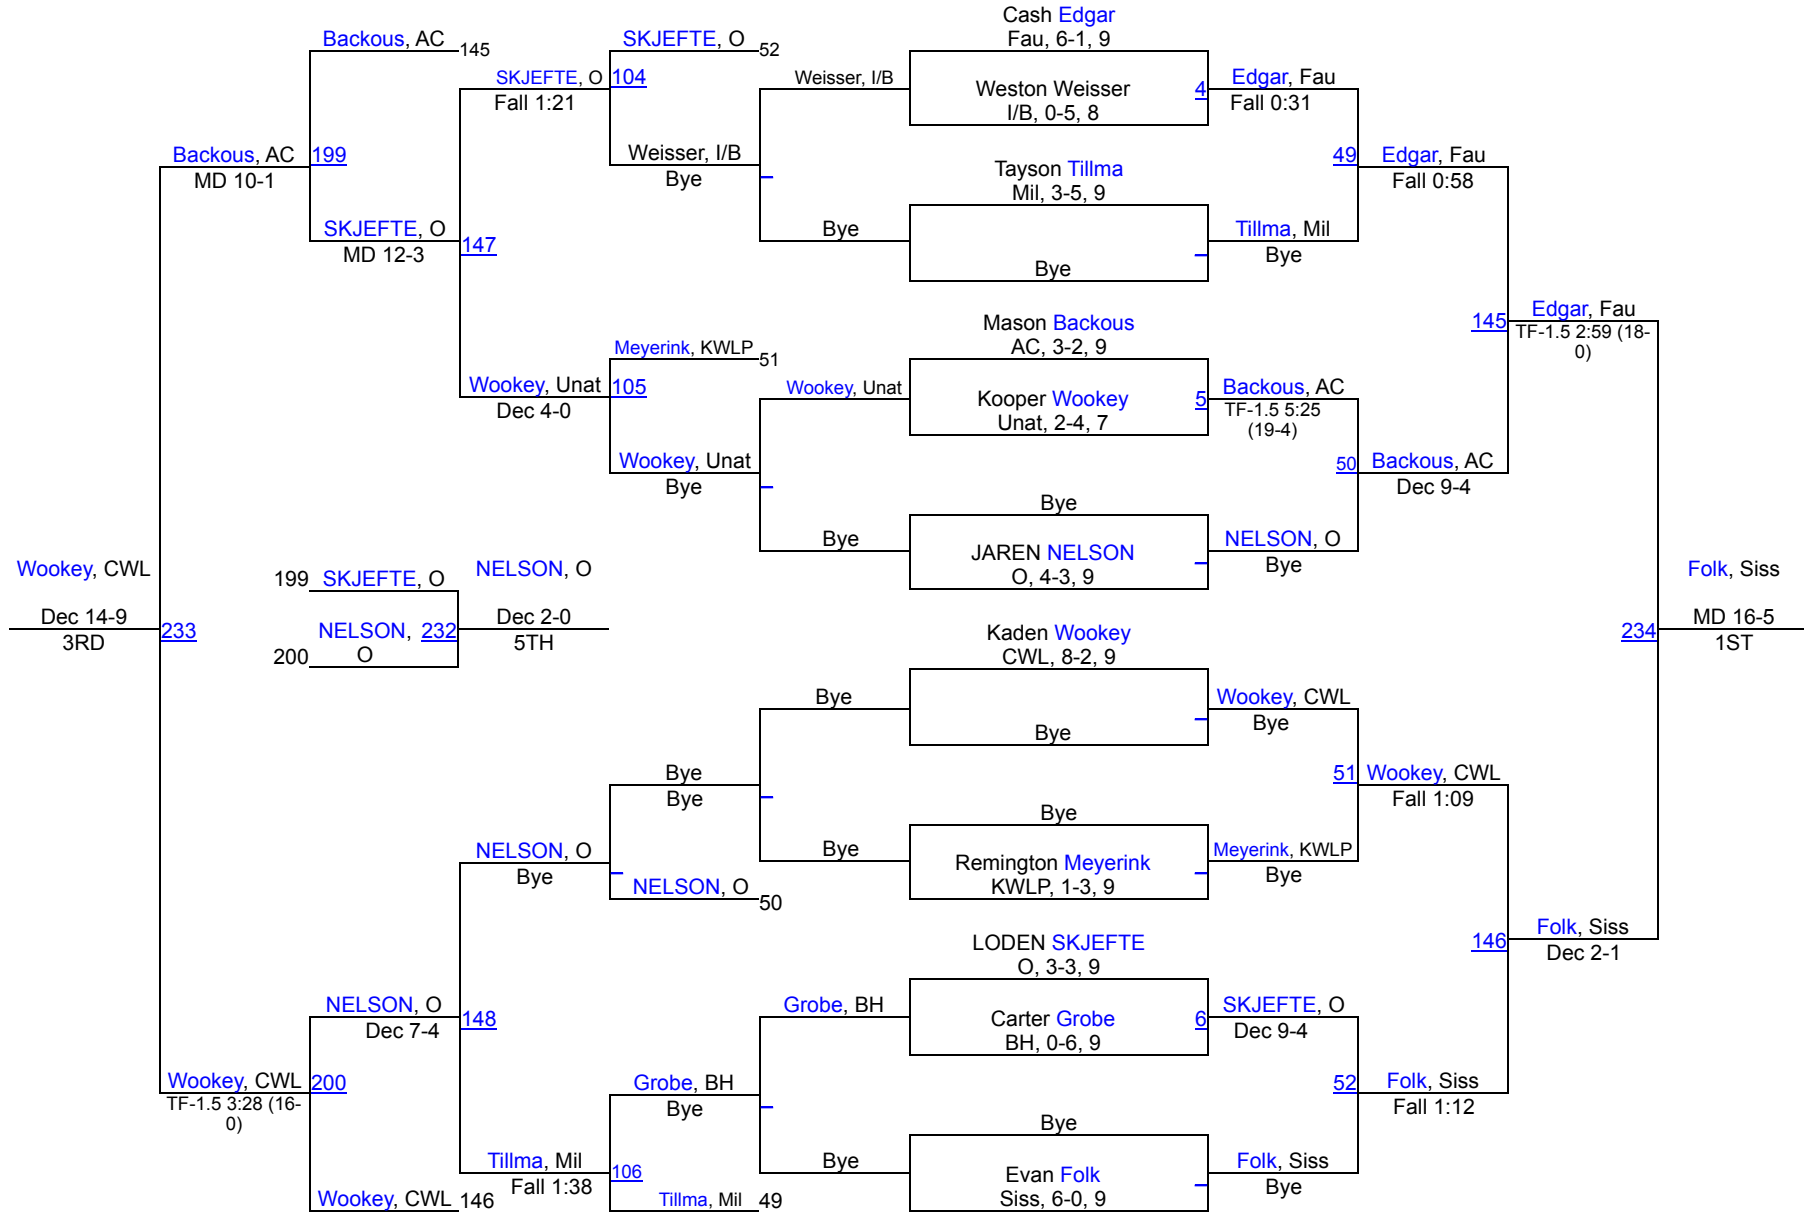 Cash Edgar
Fau, 6-1, 9
Backous, AC
145
SKJEFTE, O
52
SKJEFTE, O
Fall 1:21
104
Weisser, I/B
Weston Weisser
I/B, 0-5, 8
4
Edgar, Fau
Fall 0:31
Backous, AC
MD 10-1
199
Weisser, I/B
Bye
Tayson Tillma
Mil, 3-5, 9
49
Edgar, Fau
Fall 0:58
SKJEFTE, O
MD 12-3
147
Bye
Bye
Tillma, Mil
Bye
Mason Backous
AC, 3-2, 9
145
Edgar, Fau
TF-1.5 2:59 (18-
0)
Meyerink, KWLP
51
Wookey, Unat
Dec 4-0
105
Wookey, Unat
Kooper Wookey
Unat, 2-4, 7
5
Backous, AC
TF-1.5 5:25
(19-4)
Wookey, Unat
Bye
50
Backous, AC
Dec 9-4
Bye
Bye
JAREN NELSON
O, 4-3, 9
NELSON, O
Bye
Wookey, CWL
Dec 14-9
3RD
233
199
SKJEFTE, O
NELSON,
O
200
232
NELSON, O
Dec 2-0
5TH
Folk, Siss
MD 16-5
1ST
234
Kaden Wookey
CWL, 8-2, 9
Bye
Bye
Wookey, CWL
Bye
Bye
Bye
51
Wookey, CWL
Fall 1:09
Bye
Bye
Remington Meyerink
KWLP, 1-3, 9
Meyerink, KWLP
Bye
NELSON, O
Bye
NELSON, O
50
LODEN SKJEFTE
O, 3-3, 9
146
Folk, Siss
Dec 2-1
NELSON, O
Dec 7-4
148
Grobe, BH
Carter Grobe
BH, 0-6, 9
6
SKJEFTE, O
Dec 9-4
Wookey, CWL
TF-1.5 3:28 (16-
0)
200
Grobe, BH
Bye
52
Folk, Siss
Fall 1:12
Bye
Tillma, Mil
Fall 1:38
106
Bye
Evan Folk
Siss, 6-0, 9
Folk, Siss
Bye
Wookey, CWL
146
Tillma, Mil
49